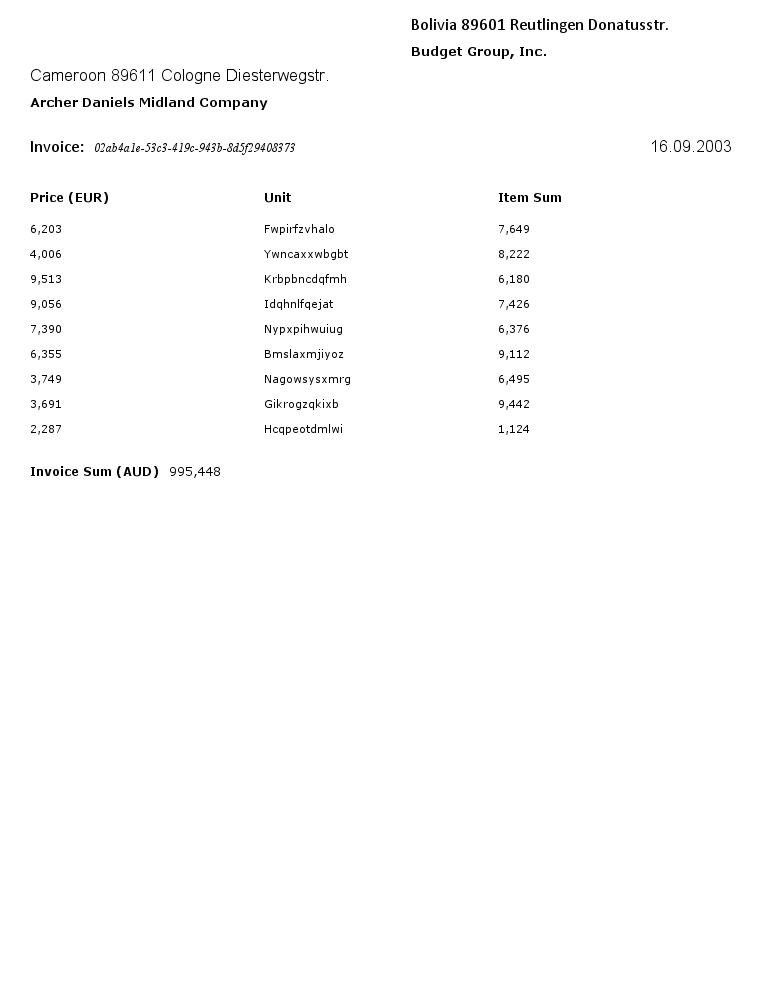 Bolivia 89601 Reutlingen Donatusstr.
Budget Group, Inc.
Cameroon 89611 Cologne Diesterwegstr.
Archer Daniels Midland Company
Invoice: 02ab4a1e-53c3-419c-943b-8d5f29408373 16.09.2003
Price (EUR) Unit Item Sum
6,203 Fwpirfzvhalo 7,649
4,006 Ywncaxxwbgbt 8,222
9,513 Krbpbncdqfmh 6,180
9,056 Idqhnlfqejat 7,426
7,390 Nypxpihwuiug 6,376
6,355 Bmslaxmjiyoz 9,112
3,749 Nagowsysxmrg 6,495
3,691 Gikrogzqkixb 9,442
2,287 Hcqpeotdmlwi 1,124
Invoice Sum (AUD) 995,448